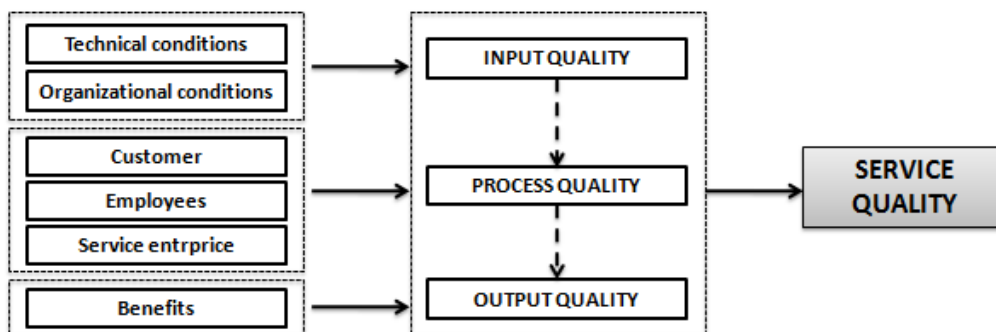 Technical conditions
Organizational conditions
Customer
Employees
Service entrprice
Benefits
INPUT QUALITY
PROCESS QUALITY
OUTPUT QUALITY
SERVICE
QUALITY